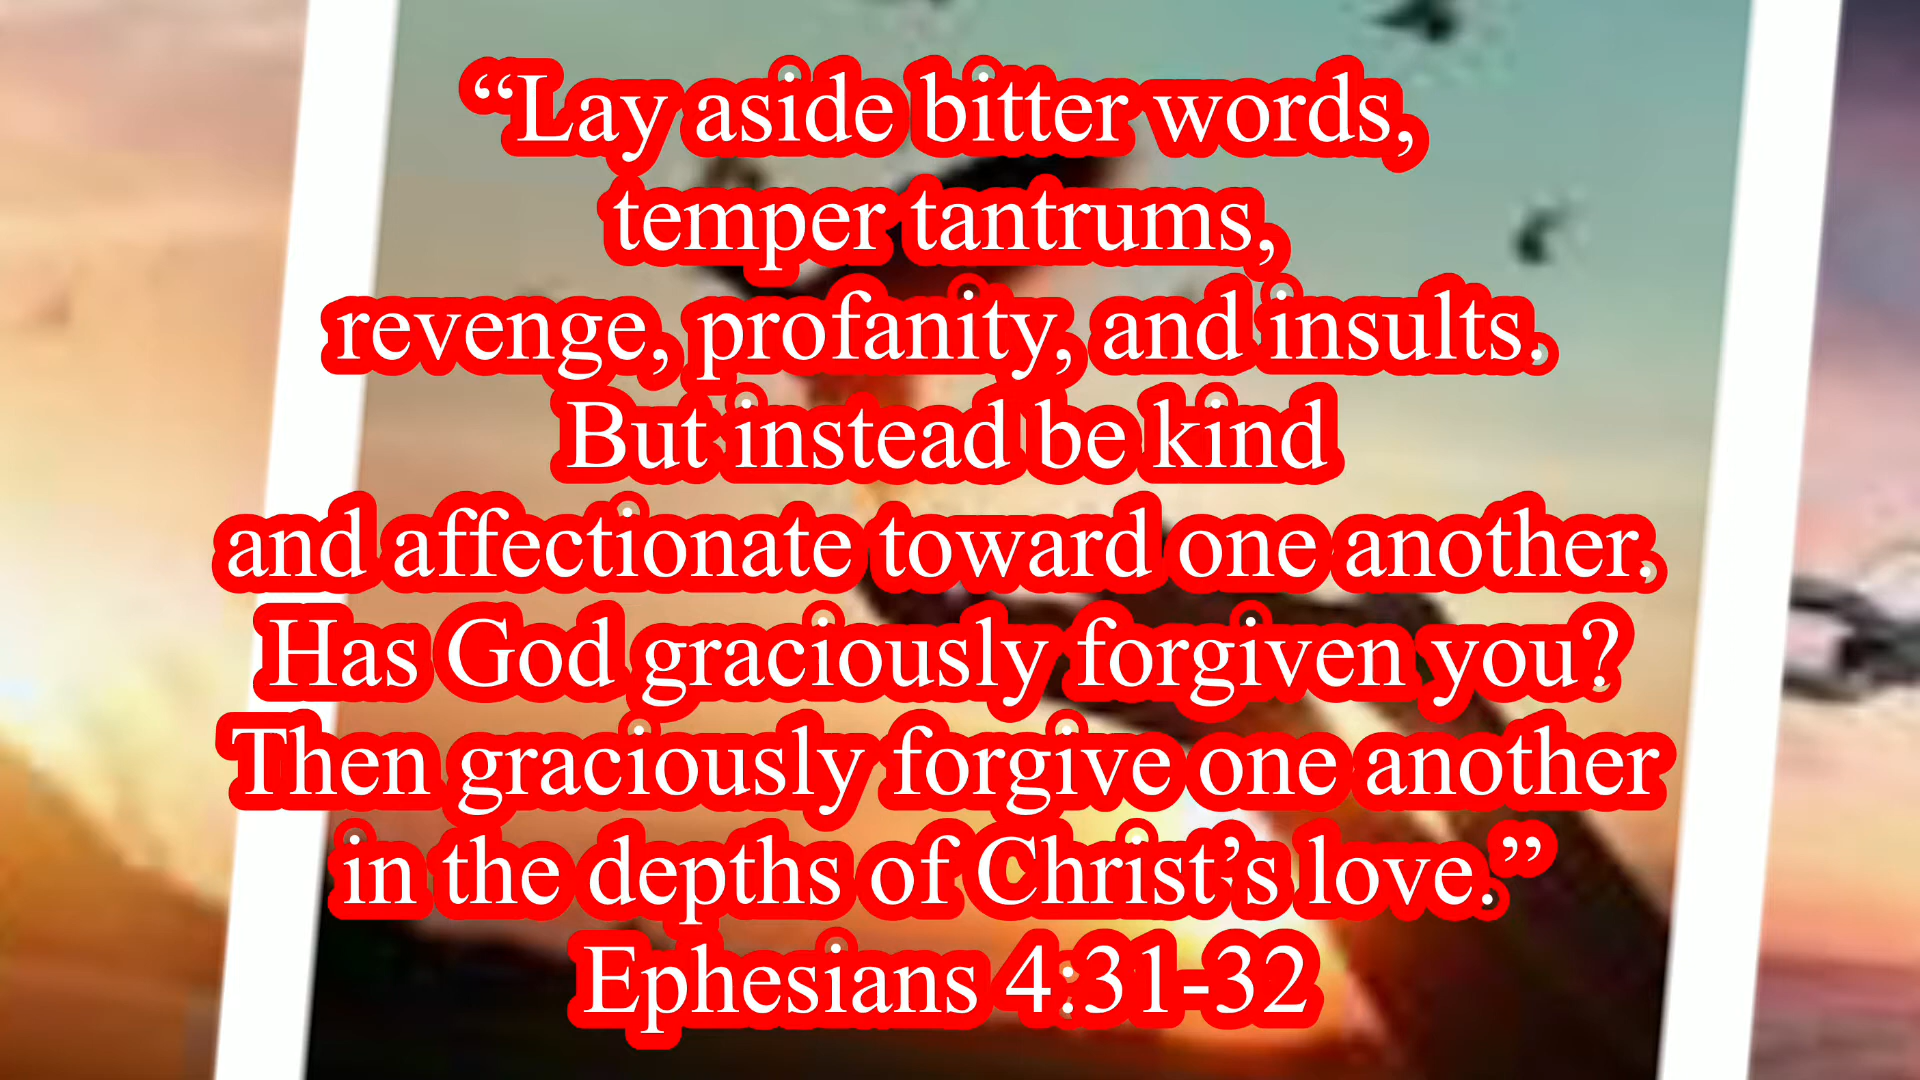 “Lay aside bitter words,
temper tantrums,
revenge, profanity, and insults.
But instead be kind
and affectionate toward one another.
Has God graciously forgiven you?
Then graciously forgive one another
in the depths of Christ’s love.”
Ephesians 4:31-32